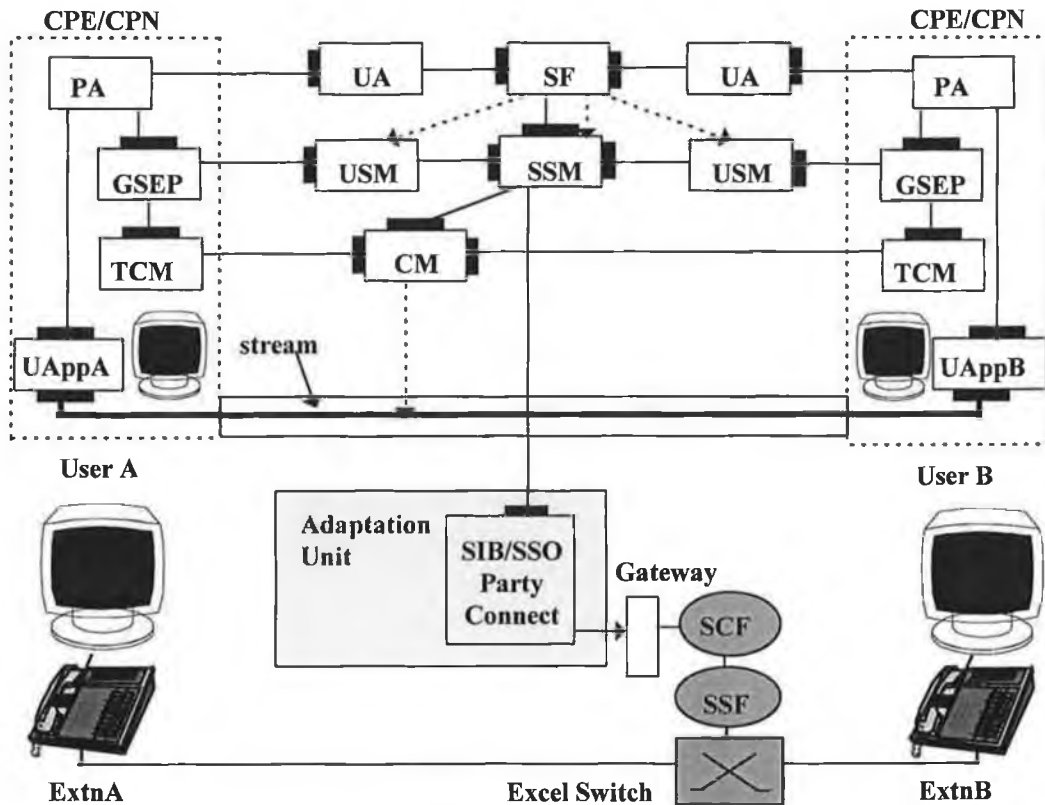 CPE/CPN
CPE/CPN
PA
UA
SF
UA
PA
GSEP
USM
SSM
USM
GSEP
TCM
CM
TCM
UAppA
stream
UAppB
User A
User B
Adaptation
Unit
SIB/SSO
Party
Connect
Gateway
SCF
SSF
ExtnA
Excel Switch
ExtnB